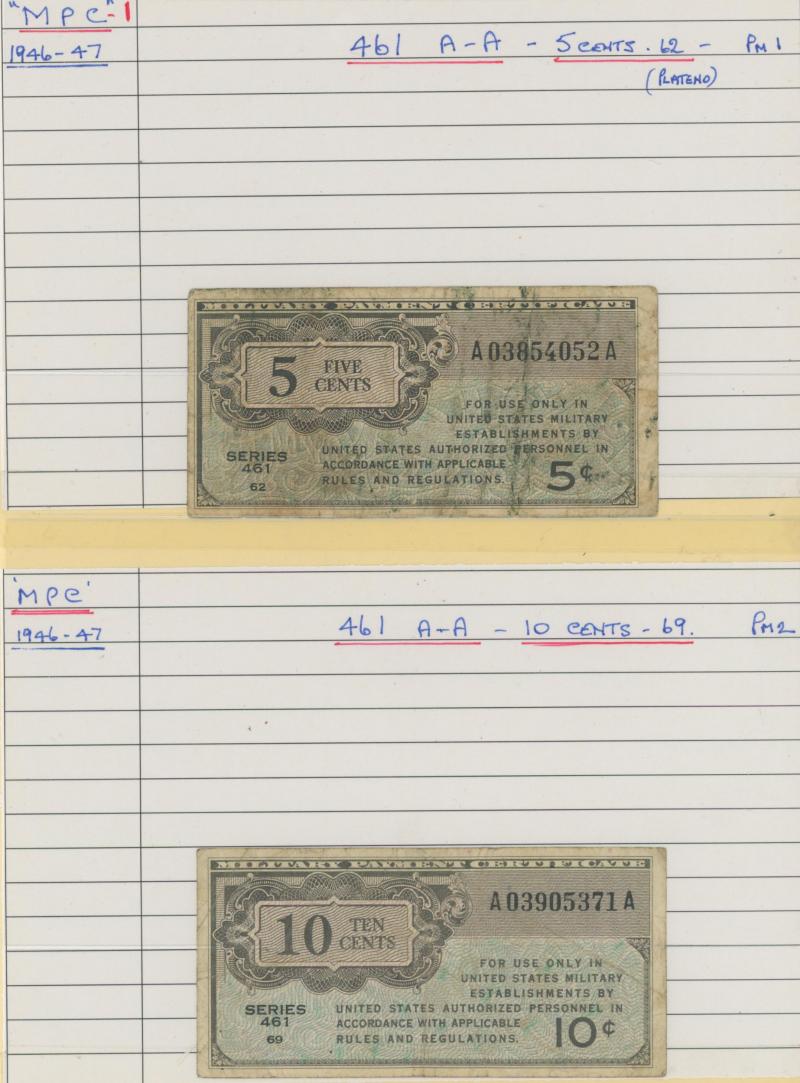 "MPC"-1
1946-47
461 A-A - 5 CENTS. 62 - PM 1
(PLATENO)
MILITARY PAYMENT CERTIFICATE
5 FIVE CENTS
A03854052A
FOR USE ONLY IN
UNITED STATES MILITARY
ESTABLISHMENTS BY
UNITED STATES AUTHORIZED PERSONNEL IN
ACCORDANCE WITH APPLICABLE
RULES AND REGULATIONS.
SERIES
461
62
5¢
'MPC'
1946-47
461 A-A - 10 CENTS - 69. PM2
MILITARY PAYMENT CERTIFICATE
10 TEN CENTS
A03905371A
FOR USE ONLY IN
UNITED STATES MILITARY
ESTABLISHMENTS BY
UNITED STATES AUTHORIZED PERSONNEL IN
ACCORDANCE WITH APPLICABLE
RULES AND REGULATIONS.
SERIES
461
69
10¢